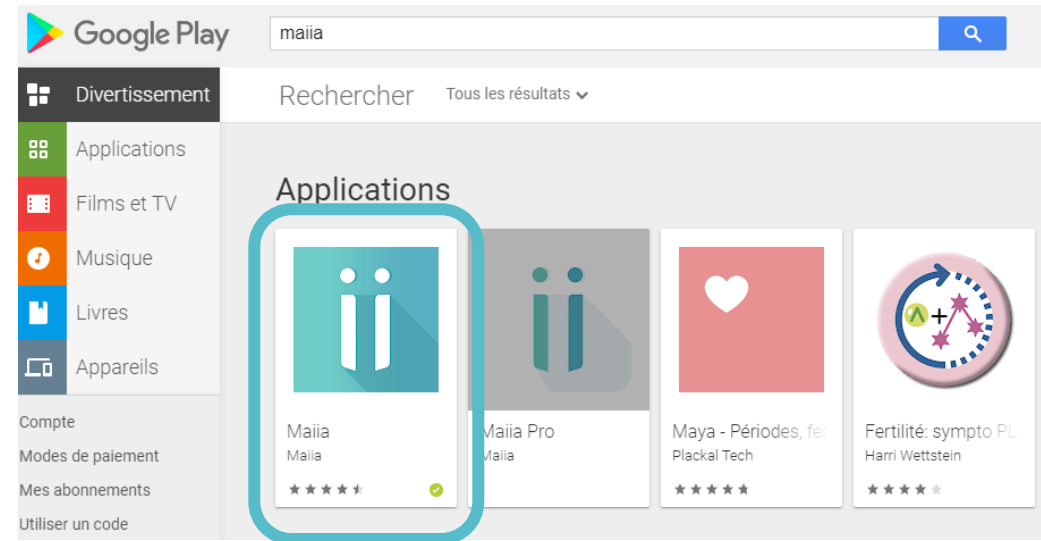 Google Play
maiia
Divertissement
Rechercher
Tous les résultats
Applications
Films et TV
Musique
Livres
Appareils
Compte
Modes de paiement
Mes abonnements
Utiliser un code
Applications
Maiia
Maiia
Maiia Pro
Maiia
Maya - Périodes, fer
Plackal Tech
Fertilité: sympto PL
Harri Wettstein